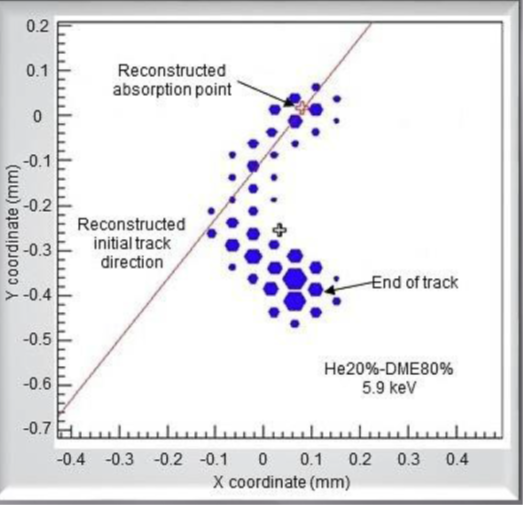 0.2
0.1
0
-0.1
-0.2
-0.3
-0.4
-0.5
-0.6
-0.7
Y coordinate (mm)
Reconstructed
absorption point
Reconstructed
initial track
direction
End of track
He20%-DME80%
5.9 keV
-0.4 -0.3 -0.2 -0.1 0 0.1 0.2 0.3 0.4
X coordinate (mm)